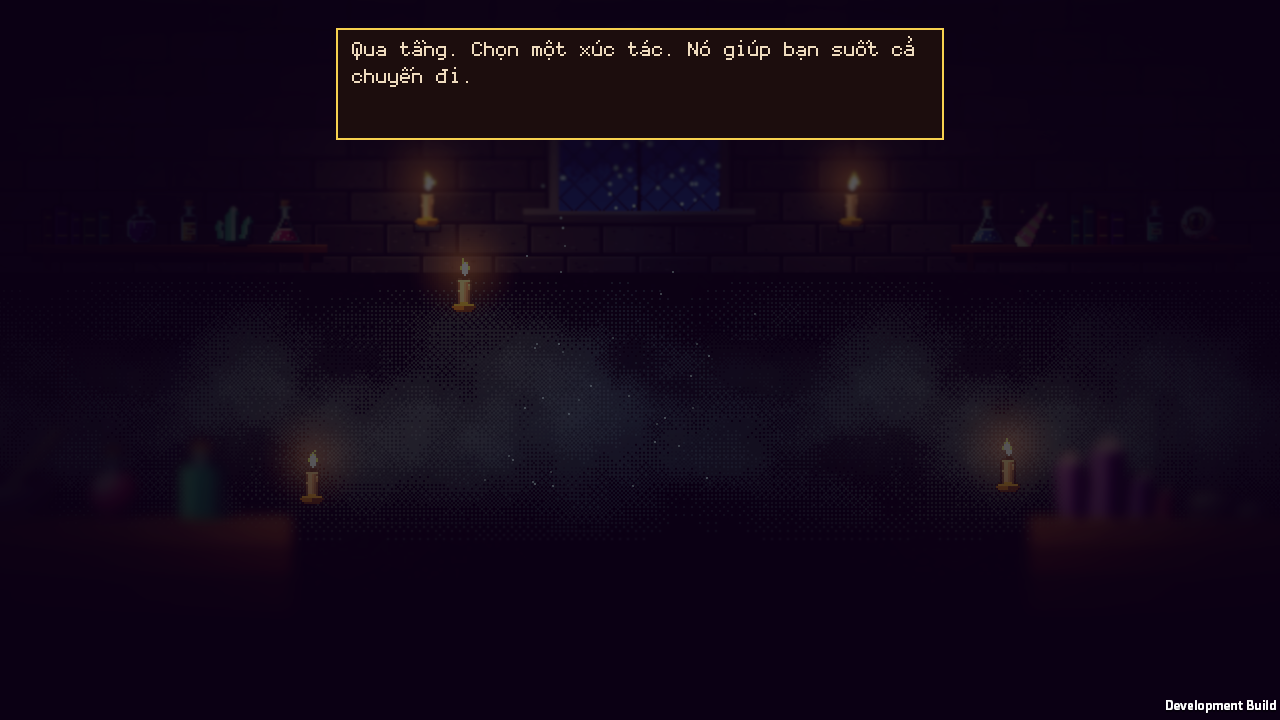 Qua tầng. Chọn một xúc tác. Nó giúp bạn suốt cả
chuyến đi.
Development Build